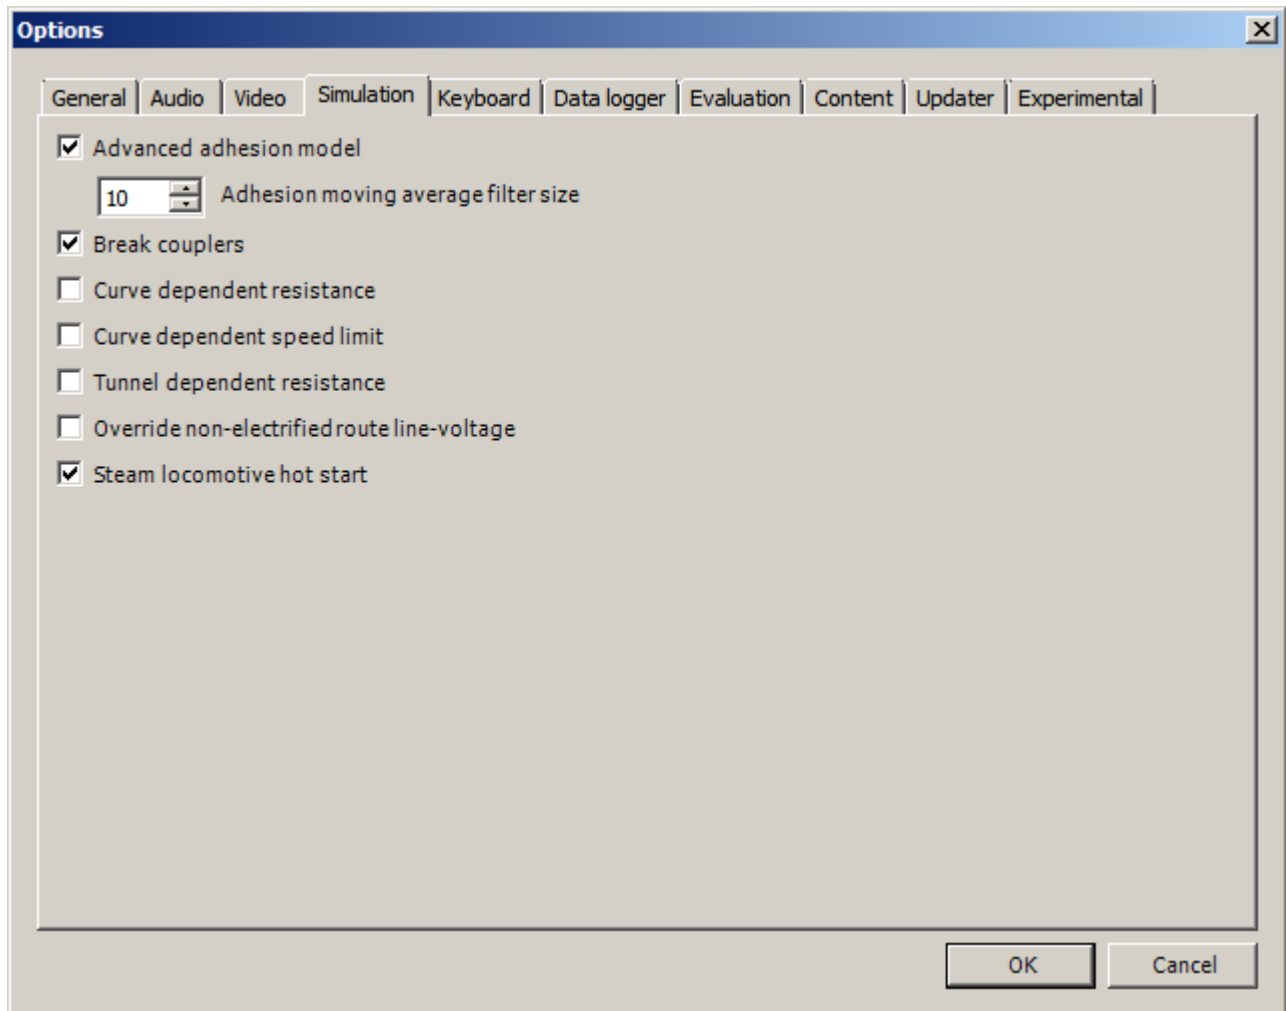 Options
General Audio Video Simulation Keyboard Data logger Evaluation Content Updater Experimental
Advanced adhesion model
10 Adhesion moving average filter size
Break couplers
Curve dependent resistance
Curve dependent speed limit
Tunnel dependent resistance
Override non-electrified route line-voltage
Steam locomotive hot start
OK Cancel